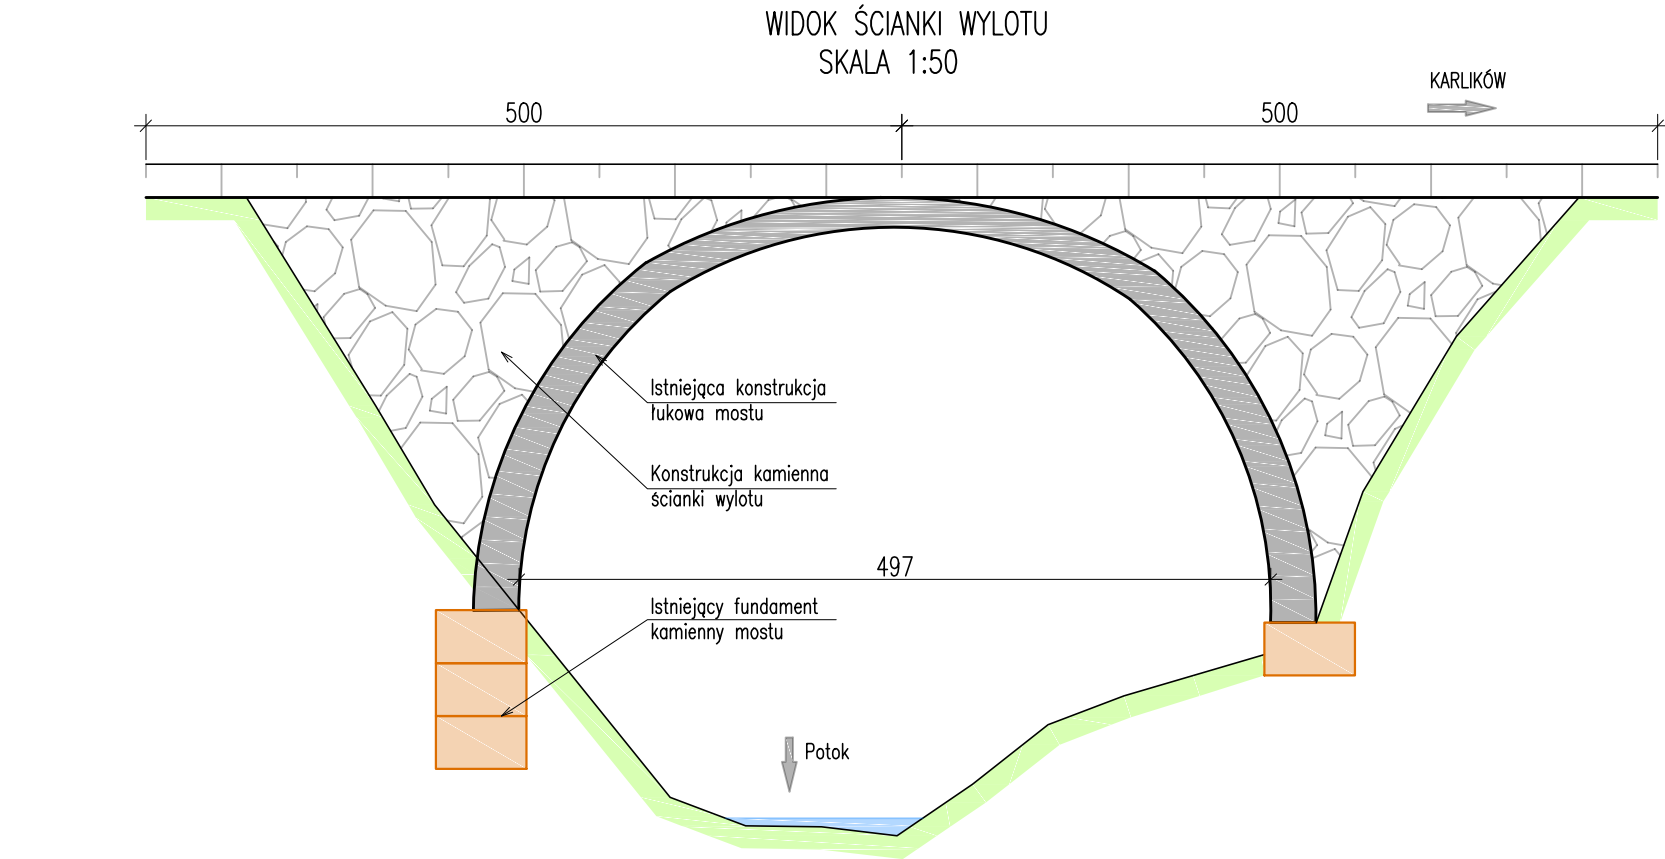 WIDOK ŚCIANKI WYLOTU
SKALA 1:50
KARLIKÓW
500
500
Istniejąca konstrukcja
łukowa mostu
Konstrukcja kamienna
ścianki wylotu
497
Istniejący fundament
kamienny mostu
Potok